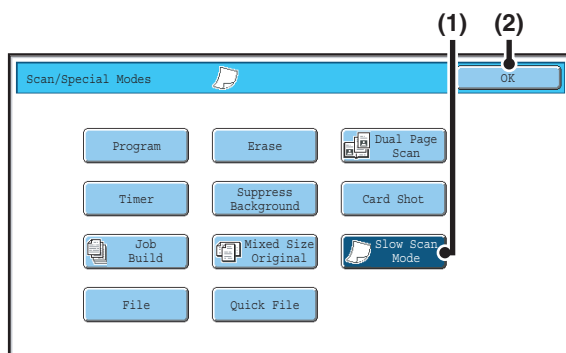 (1) (2)
Scan/Special Modes OK
Program Erase Dual Page
Scan
Timer Suppress
Background Card Shot
Job
Build Mixed Size
Original Slow Scan
Mode
File Quick File